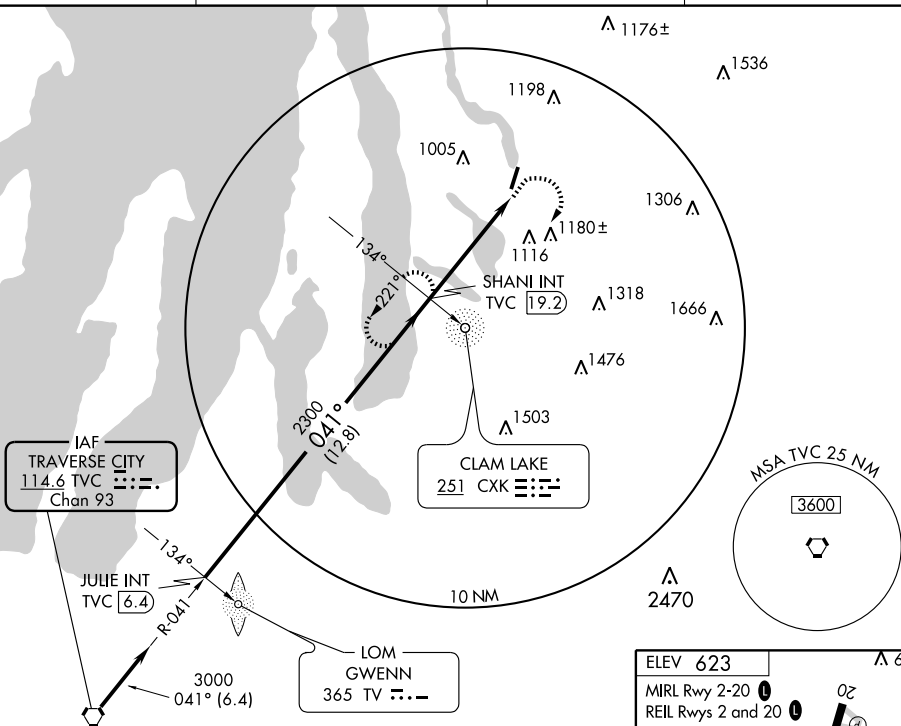 1176±
1536
1198
1005
1306
1180±
1116
134°
221°
SHANI INT
TVC 19.2
1318
1666
1476
2300
041°
(12.8)
1503
IAF
TRAVERSE CITY
114.6 TVC
Chan 93
CLAM LAKE
251 CXK
MSA TVC 25 NM
3600
134°
JULIE INT
TVC 6.4
R-041
10 NM
2470
3000
041° (6.4)
LOM
GWENN
365 TV
ELEV 623
6
MIRL Rwy 2-20 L
REIL Rwys 2 and 20 L
20
P